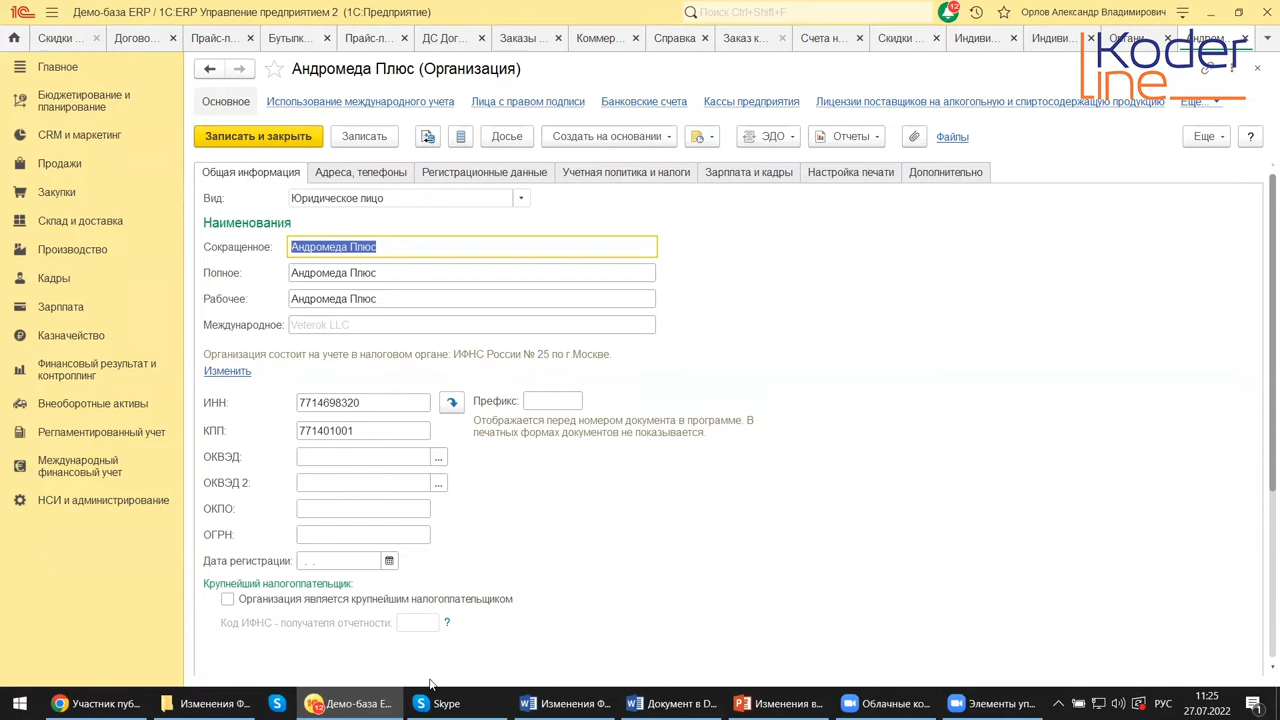 Демо-база ERP / 1С:ERP Управление предприятием 2 (1С:Предприятие)
Поиск Ctrl+Shift+F
12
Орлов Александр Владимирович
Скидки ...
Догово...
Прайс-п...
Бутылк...
Прайс-п...
ДС Дог...
Заказы ...
Коммер...
Справка
Заказ к...
Счета н...
Скидки ...
Индиви...
Индиви...
Органи...
Андром...
Koder
line
Главное
Бюджетирование и
планирование
CRM и маркетинг
Продажи
Закупки
Склад и доставка
Производство
Кадры
Зарплата
Казначейство
Финансовый результат и
контроллинг
Внеоборотные активы
Регламентированный учет
Международный
финансовый учет
НСИ и администрирование
Андромеда Плюс (Организация)
Основное
Использование международного учета
Лица с правом подписи
Банковские счета
Кассы предприятия
Лицензии поставщиков на алкогольную и спиртосодержащую продукцию
Еще...
Записать и закрыть
Записать
Досье
Создать на основании
ЭДО
Отчеты
Файлы
Еще
?
Общая информация
Адреса, телефоны
Регистрационные данные
Учетная политика и налоги
Зарплата и кадры
Настройка печати
Дополнительно
Вид: Юридическое лицо
Наименования
Сокращенное: Андромеда Плюс
Полное: Андромеда Плюс
Рабочее: Андромеда Плюс
Международное: Veterok LLC
Организация состоит на учете в налоговом органе: ИФНС России № 25 по г.Москве.
Изменить
ИНН: 7714698320
Префикс:
Отображается перед номером документа в программе. В
печатных формах документов не показывается.
КПП: 771401001
ОКВЭД: ...
ОКВЭД 2: ...
ОКПО:
ОГРН:
Дата регистрации: . .
Крупнейший налогоплательщик:
Организация является крупнейшим налогоплательщиком
Код ИФНС - получателя отчетности: ?
Участник пуб...
Изменения Ф...
12
Демо-база E...
Skype
Изменения Ф...
Документ в D...
Изменения в...
Облачные ко...
Элементы уп...
РУС
11:25
27.07.2022
1